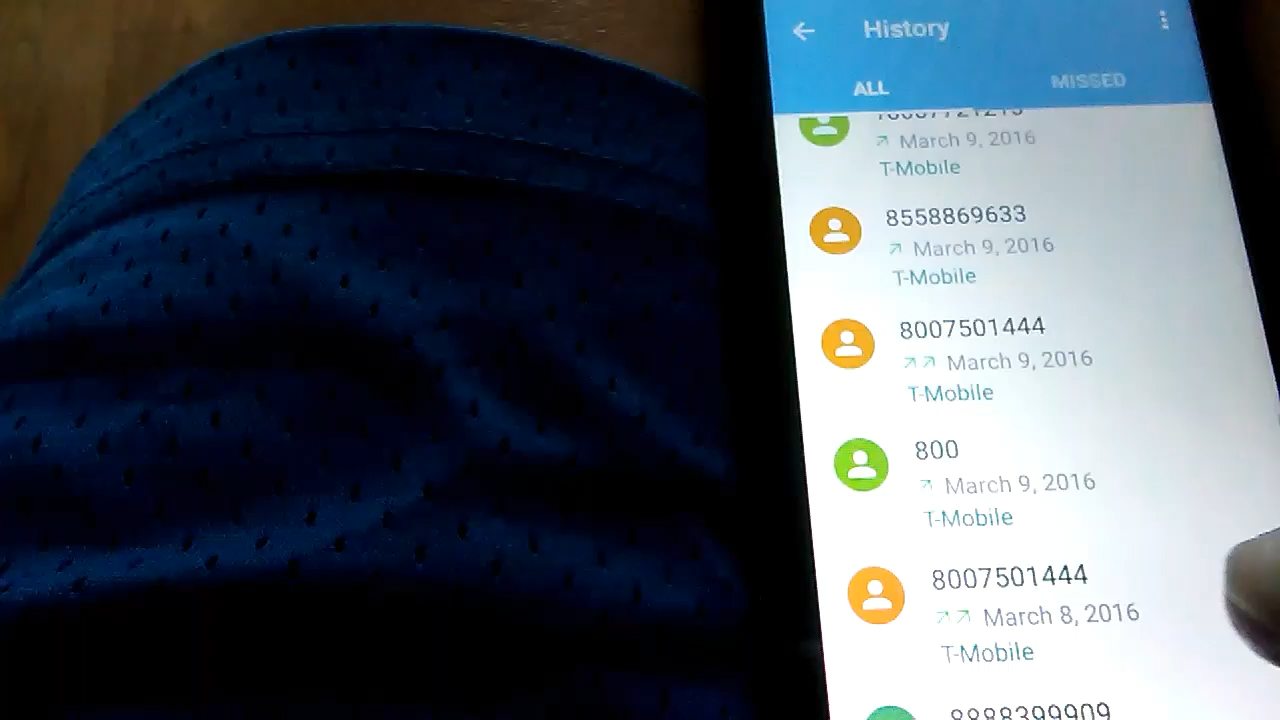 History
ALL
MISSED
March 9, 2016
T-Mobile
8558869633
March 9, 2016
T-Mobile
8007501444
March 9, 2016
T-Mobile
800
March 9, 2016
T-Mobile
8007501444
March 8, 2016
T-Mobile
8888399909